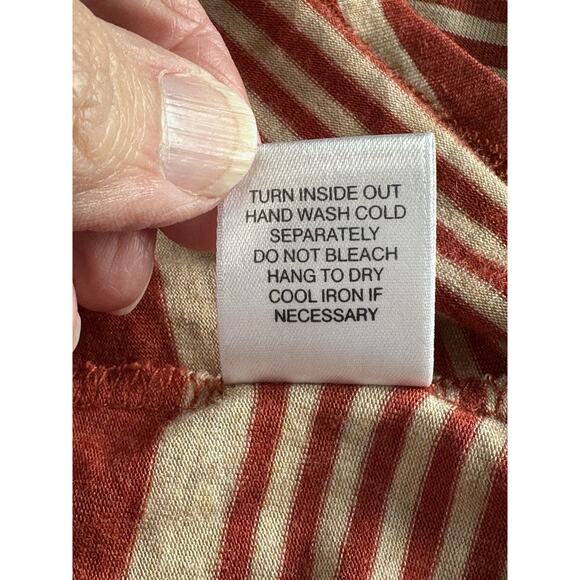 TURN INSIDE OUT
HAND WASH COLD
SEPARATELY
DO NOT BLEACH
HANG TO DRY
COOL IRON IF
NECESSARY